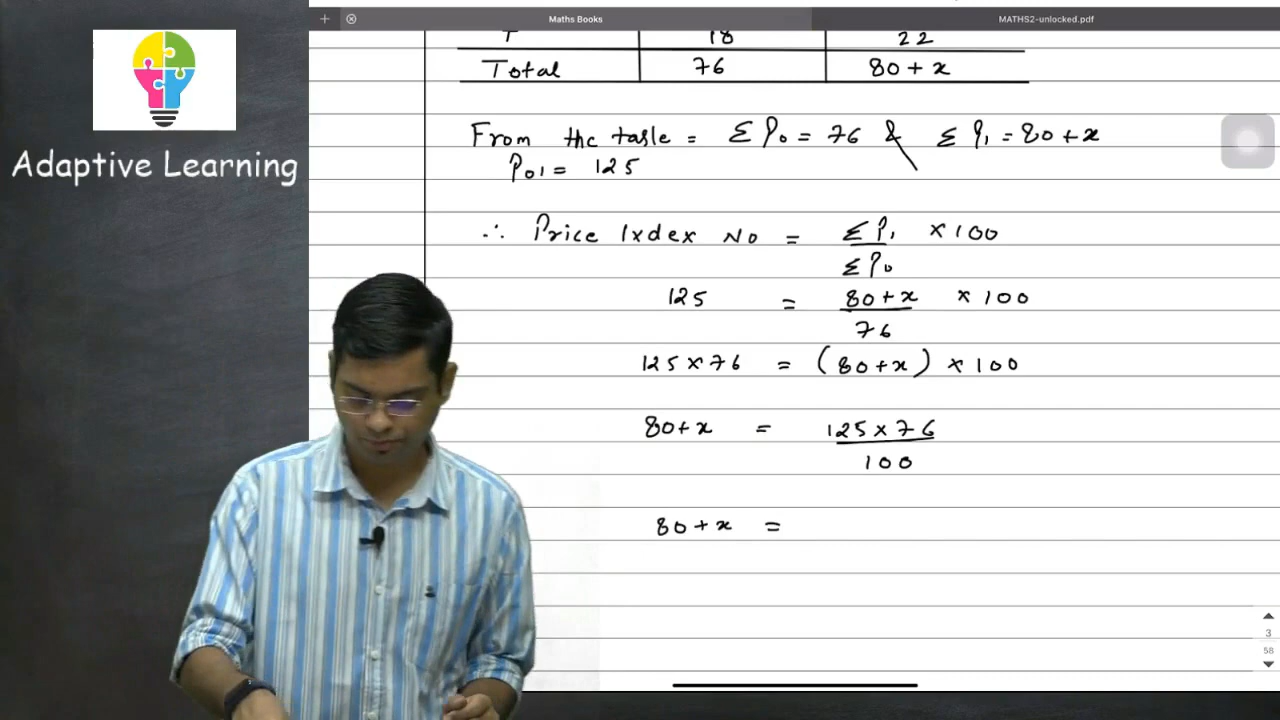 Maths Books
MATHS2-unlocked.pdf
Adaptive Learning
T 18 22
Total 76 80 + x
From the table = Σ P₀ = 76 & Σ P₁ = 80 + x
P₀₁ = 125
∴ Price Index No = Σ P₁ / Σ P₀ × 100
125 = 80 + x / 76 × 100
125 × 76 = (80 + x) × 100
80 + x = 125 × 76 / 100
80 + x =
3
58